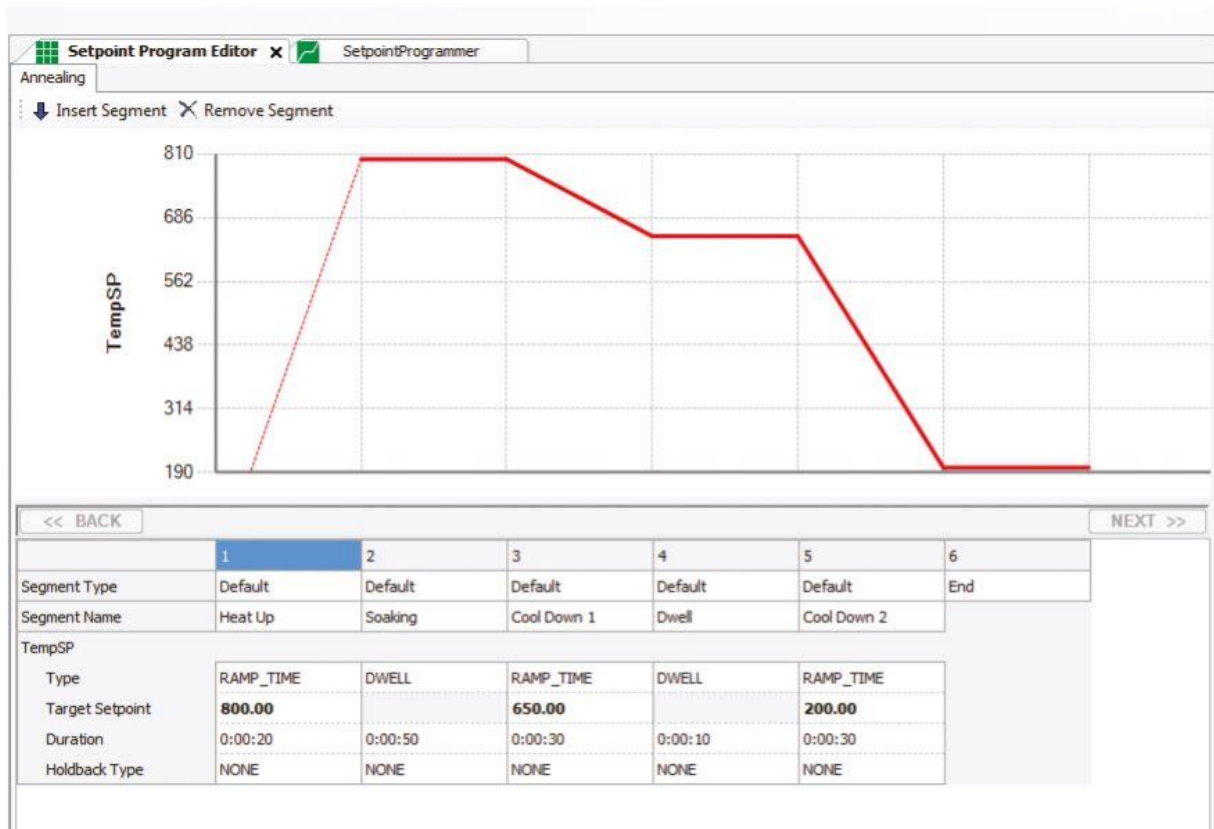 Setpoint Program Editor x SetpointProgrammer
Annealing
Insert Segment Remove Segment
810
686
562
438
314
190
TempSP
<< BACK NEXT >>
1 2 3 4 5 6
Segment Type Default Default Default Default Default End
Segment Name Heat Up Soaking Cool Down 1 Dwell Cool Down 2
TempSP
Type RAMP_TIME DWELL RAMP_TIME DWELL RAMP_TIME
Target Setpoint 800.00 650.00 200.00
Duration 0:00:20 0:00:50 0:00:30 0:00:10 0:00:30
Holdback Type NONE NONE NONE NONE NONE